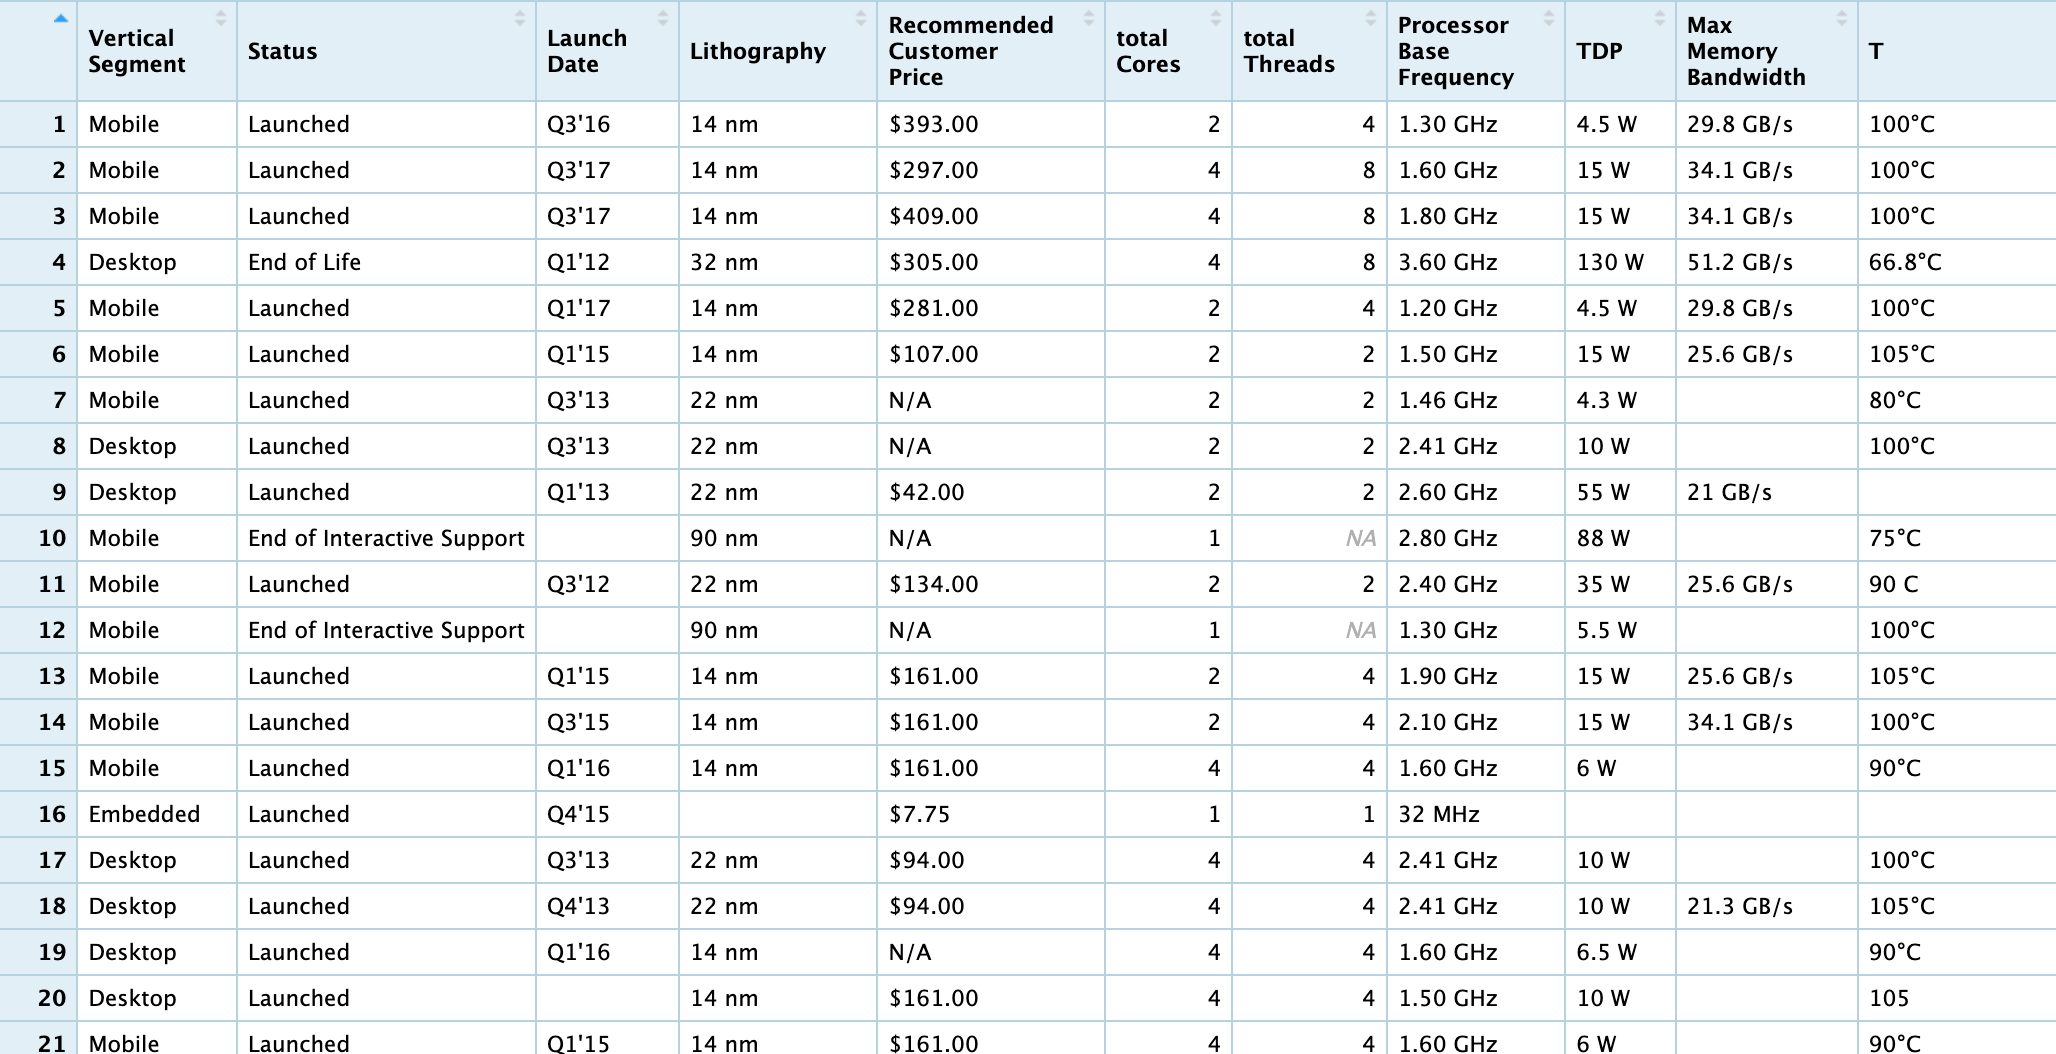 Vertical Segment Status Launch Date Lithography Recommended Customer Price total Cores total Threads Processor Base Frequency TDP Max Memory Bandwidth T
1 Mobile Launched Q3'16 14 nm $393.00 2 4 1.30 GHz 4.5 W 29.8 GB/s 100°C
2 Mobile Launched Q3'17 14 nm $297.00 4 8 1.60 GHz 15 W 34.1 GB/s 100°C
3 Mobile Launched Q3'17 14 nm $409.00 4 8 1.80 GHz 15 W 34.1 GB/s 100°C
4 Desktop End of Life Q1'12 32 nm $305.00 4 8 3.60 GHz 130 W 51.2 GB/s 66.8°C
5 Mobile Launched Q1'17 14 nm $281.00 2 4 1.20 GHz 4.5 W 29.8 GB/s 100°C
6 Mobile Launched Q1'15 14 nm $107.00 2 2 1.50 GHz 15 W 25.6 GB/s 105°C
7 Mobile Launched Q3'13 22 nm N/A 2 2 1.46 GHz 4.3 W 80°C
8 Desktop Launched Q3'13 22 nm N/A 2 2 2.41 GHz 10 W 100°C
9 Desktop Launched Q1'13 22 nm $42.00 2 2 2.60 GHz 55 W 21 GB/s
10 Mobile End of Interactive Support 90 nm N/A 1 NA 2.80 GHz 88 W 75°C
11 Mobile Launched Q3'12 22 nm $134.00 2 2 2.40 GHz 35 W 25.6 GB/s 90 C
12 Mobile End of Interactive Support 90 nm N/A 1 NA 1.30 GHz 5.5 W 100°C
13 Mobile Launched Q1'15 14 nm $161.00 2 4 1.90 GHz 15 W 25.6 GB/s 105°C
14 Mobile Launched Q3'15 14 nm $161.00 2 4 2.10 GHz 15 W 34.1 GB/s 100°C
15 Mobile Launched Q1'16 14 nm $161.00 4 4 1.60 GHz 6 W 90°C
16 Embedded Launched Q4'15 $7.75 1 1 32 MHz
17 Desktop Launched Q3'13 22 nm $94.00 4 4 2.41 GHz 10 W 100°C
18 Desktop Launched Q4'13 22 nm $94.00 4 4 2.41 GHz 10 W 21.3 GB/s 105°C
19 Desktop Launched Q1'16 14 nm N/A 4 4 1.60 GHz 6.5 W 90°C
20 Desktop Launched 14 nm $161.00 4 4 1.50 GHz 10 W 105
21 Mobile Launched Q1'15 14 nm $161.00 4 4 1.60 GHz 6 W 90°C